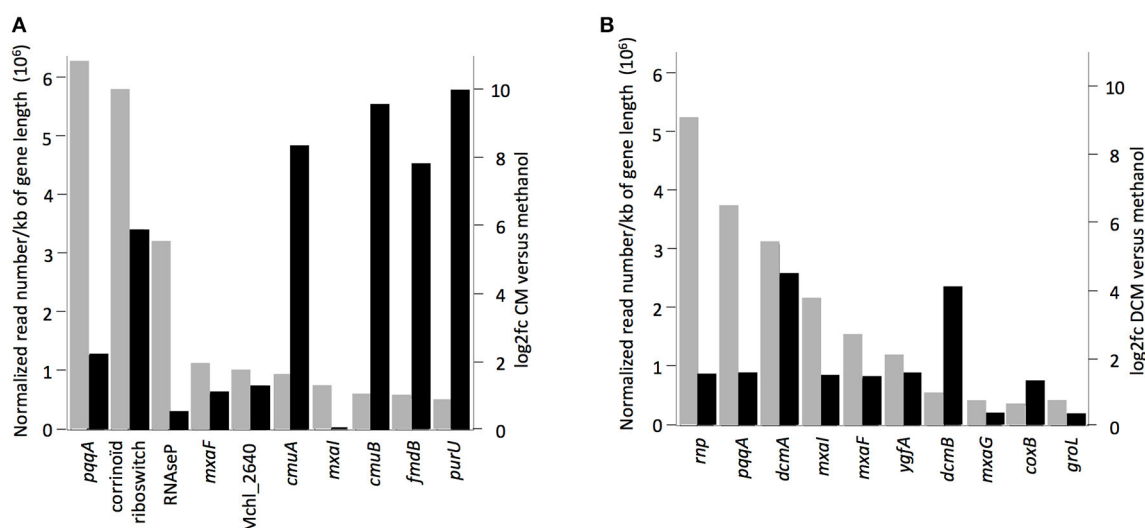 A
Normalized read number/kb of gene length (10⁶)
6
5
4
3
2
1
0
10
8
6
4
2
0
log2fc CM versus methanol
pqqA
corrinoïd
riboswitch
RNAseP
mxaF
Mchl_2640
cmuA
mxaI
cmuB
fmdB
purU
B
Normalized read number/kb of gene length (10⁶)
6
5
4
3
2
1
0
10
8
6
4
2
0
log2fc DCM versus methanol
rnp
pqqA
dcmA
mxaI
mxaF
ygfA
dcmB
mxaG
coxB
groL